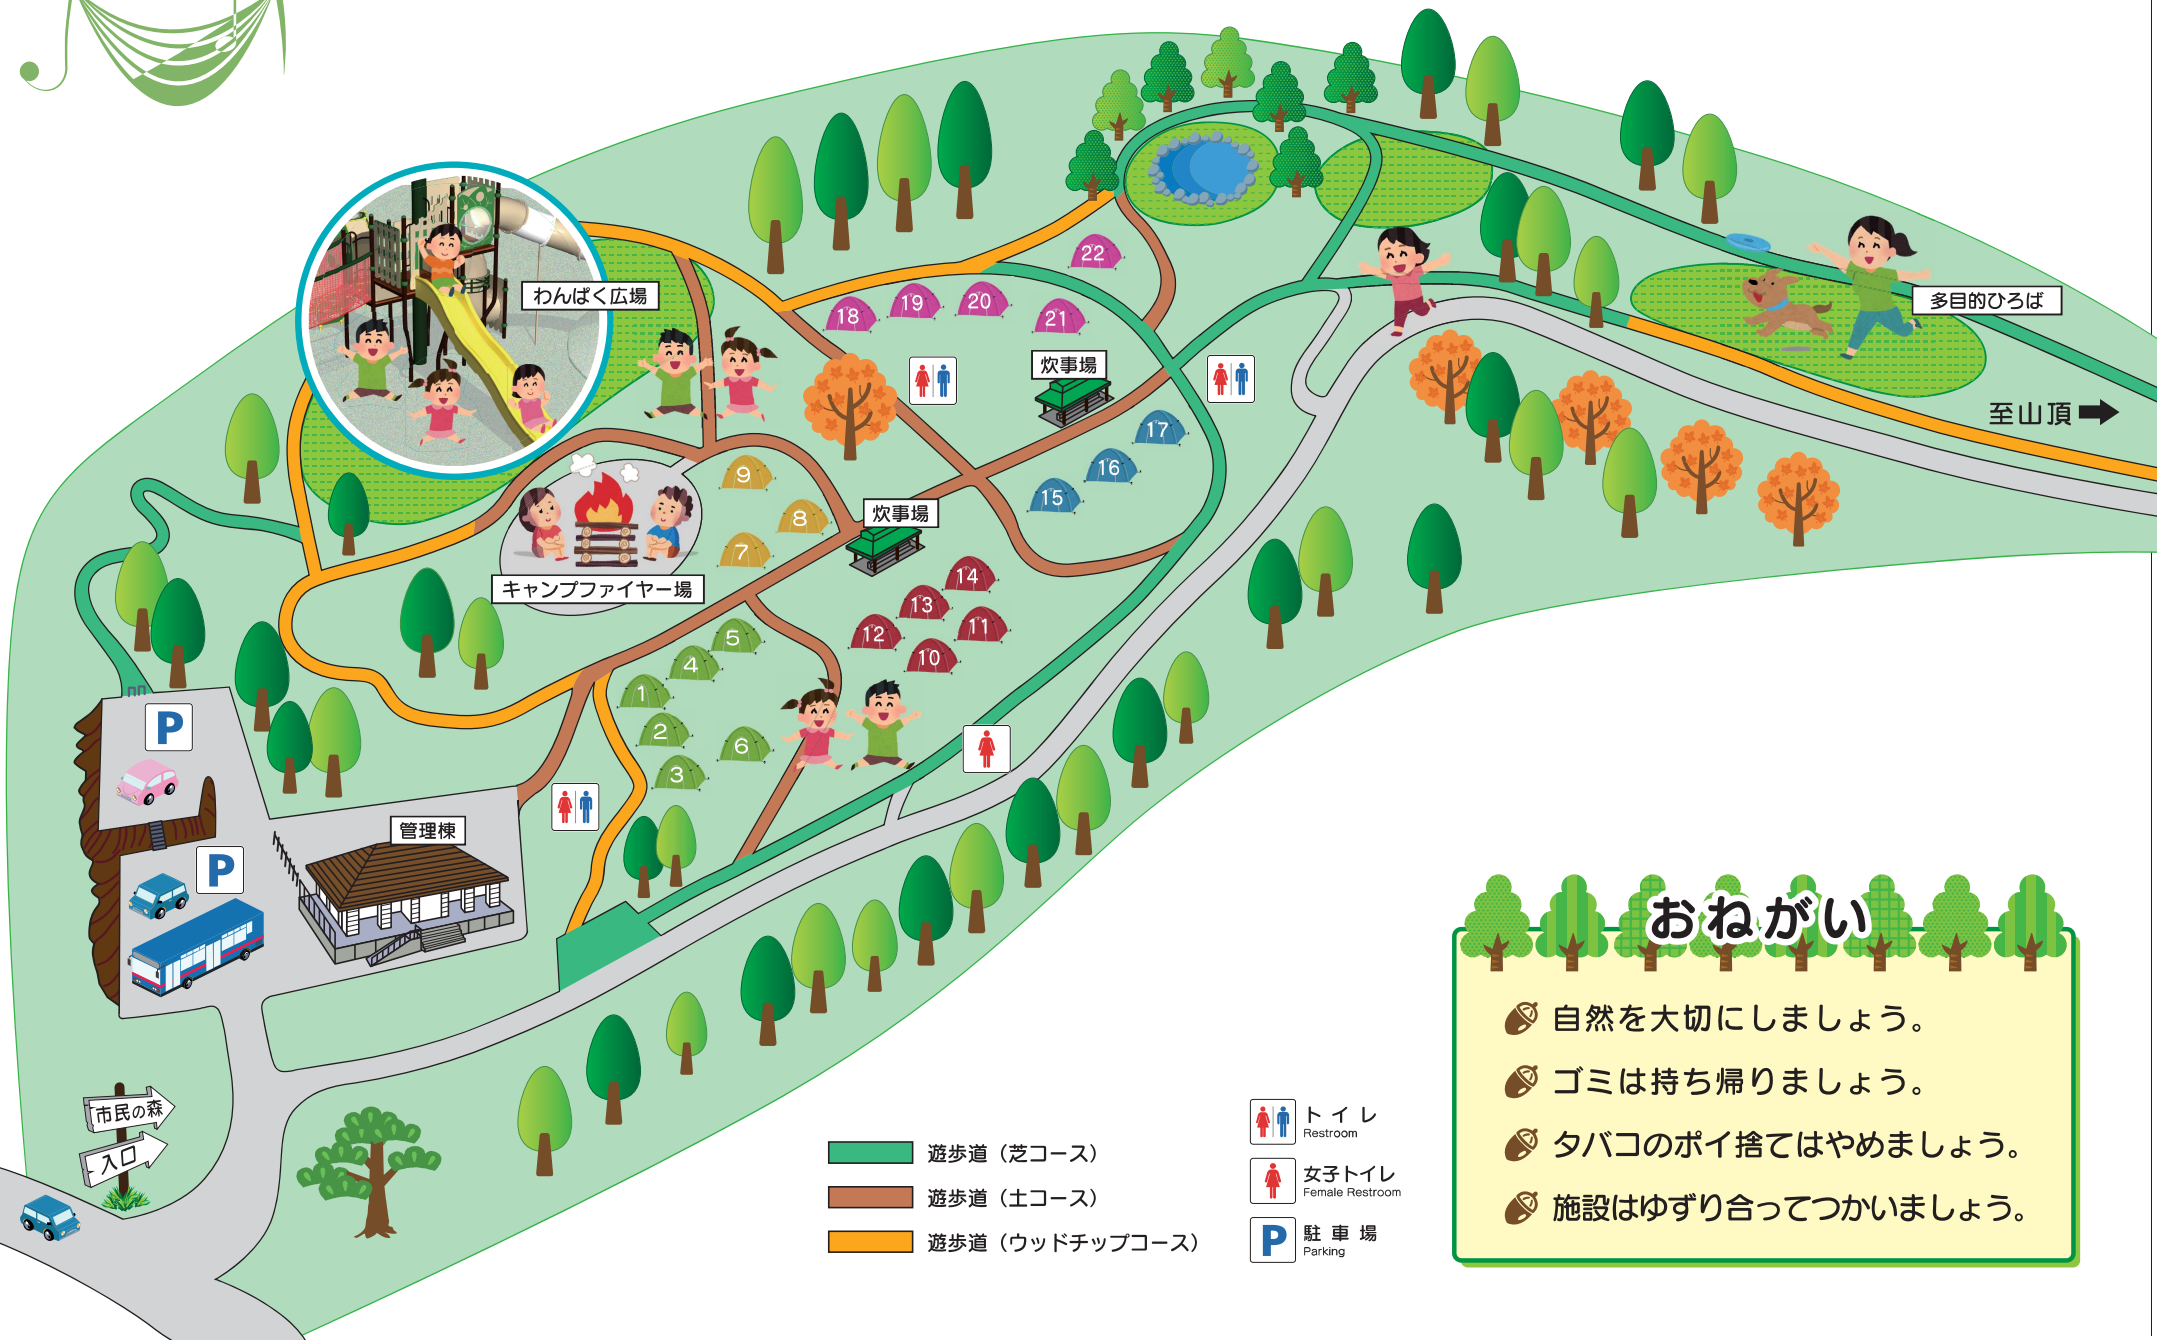 わんぱく広場
22
18
19
20
21
炊事場
多目的ひろば
至山頂
17
16
15
9
8
7
炊事場
キャンプファイヤー場
14
13
12
11
10
5
4
1
2
3
6
P
P
管理棟
市民の森
入口
遊歩道（芝コース）
遊歩道（土コース）
遊歩道（ウッドチップコース）
トイレ
Restroom
女子トイレ
Female Restroom
P
駐車場
Parking
おねがい
自然を大切にしましょう。
ゴミは持ち帰りましょう。
タバコのポイ捨てはやめましょう。
施設はゆずり合ってつかいましょう。